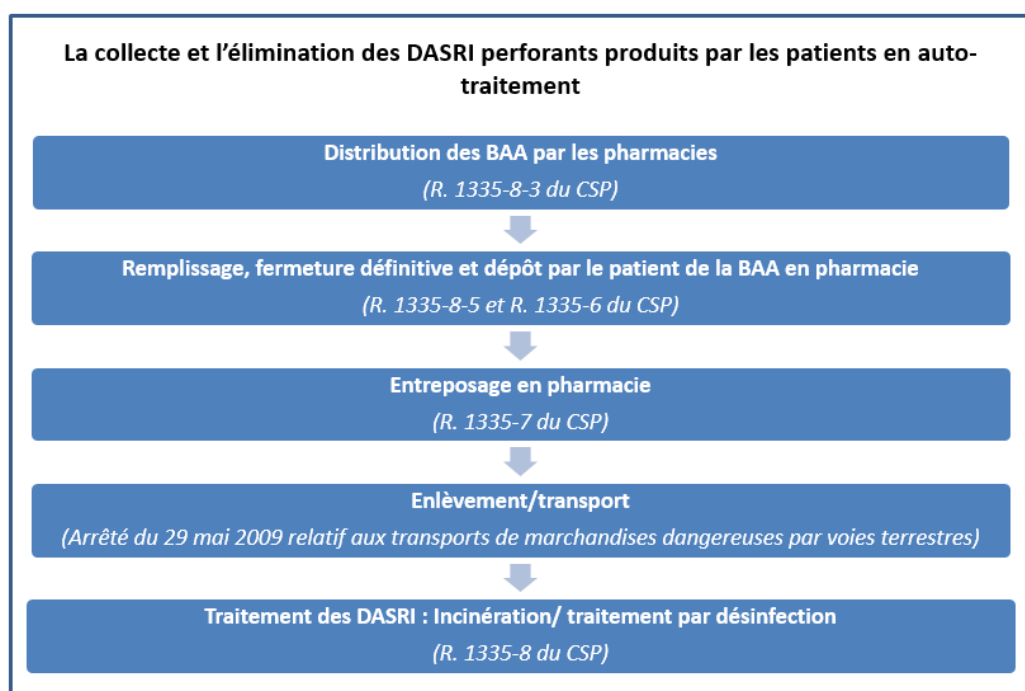 La collecte et l'élimination des DASRI perforants produits par les patients en auto-
traitement
Distribution des BAA par les pharmacies
(R. 1335-8-3 du CSP)
Remplissage, fermeture définitive et dépôt par le patient de la BAA en pharmacie
(R. 1335-8-5 et R. 1335-6 du CSP)
Entreposage en pharmacie
(R. 1335-7 du CSP)
Enlèvement/transport
(Arrêté du 29 mai 2009 relatif aux transports de marchandises dangereuses par voies terrestres)
Traitement des DASRI : Incinération/ traitement par désinfection
(R. 1335-8 du CSP)